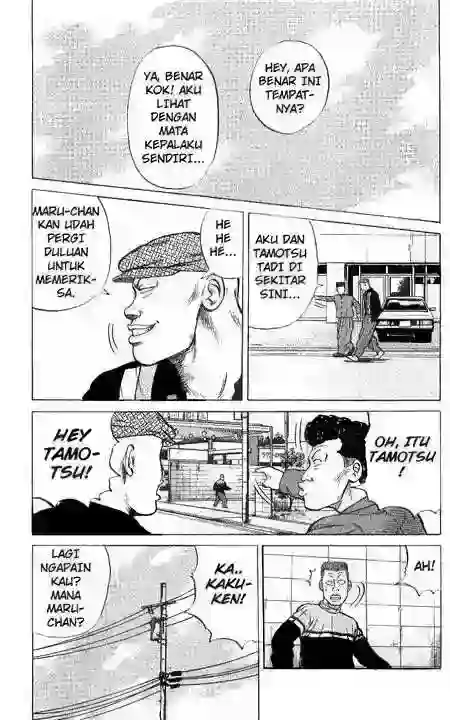 HEY, APA
BENAR INI
TEMPAT-
NYA?
YA, BENAR
KOK! AKU
LIHAT
DENGAN
MATA
KEPALAKU
SENDIRI...
AKU DAN
TAMOTSU
TADI DI
SEKITAR
SINI...
HE
HE
HE...
MARU-CHAN
KAN UDAH
PERGI
DULUAN
UNTUK
MEMERIK-
SA.
OH, ITU
TAMOTSU
!
HEY
TAMO-
TSU!
AH!
KA..
KAKU-
KEN!
LAGI
NGAPAIN
KAU?
MANA
MARU-
CHAN?